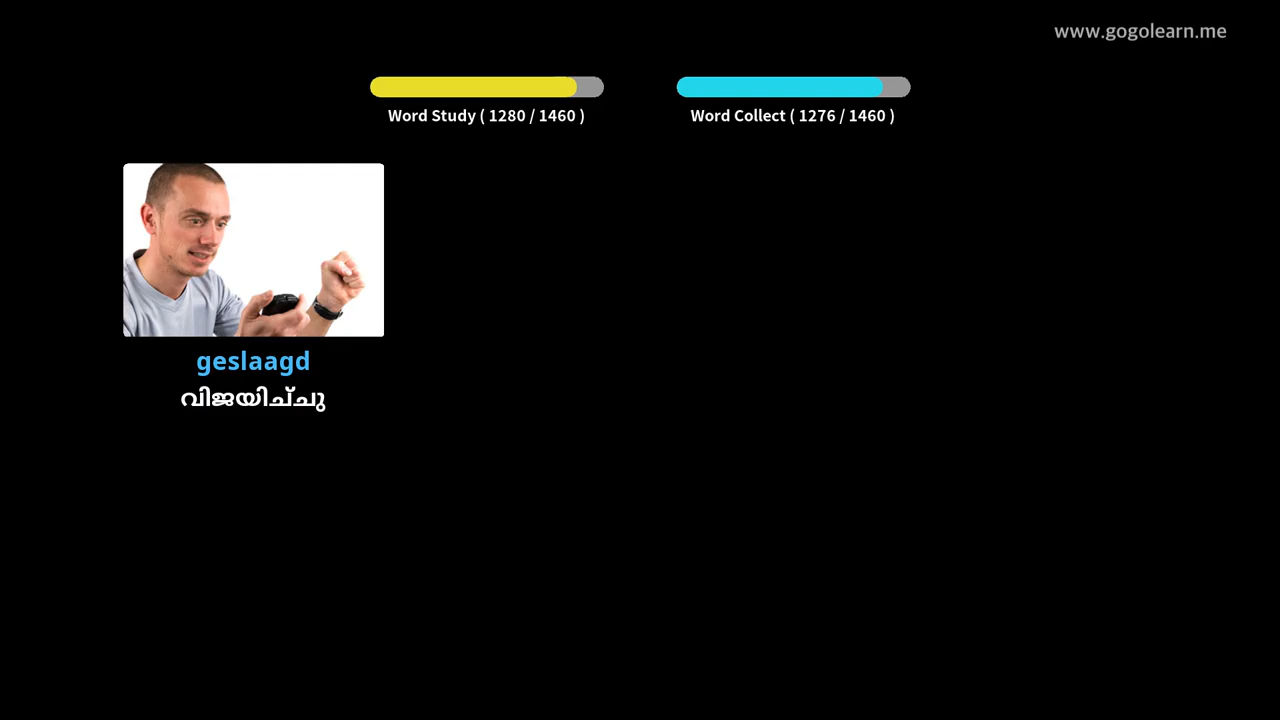 www.gogolearn.me
Word Study ( 1280 / 1460 )
Word Collect ( 1276 / 1460 )
geslaagd
വിജയിച്ചു